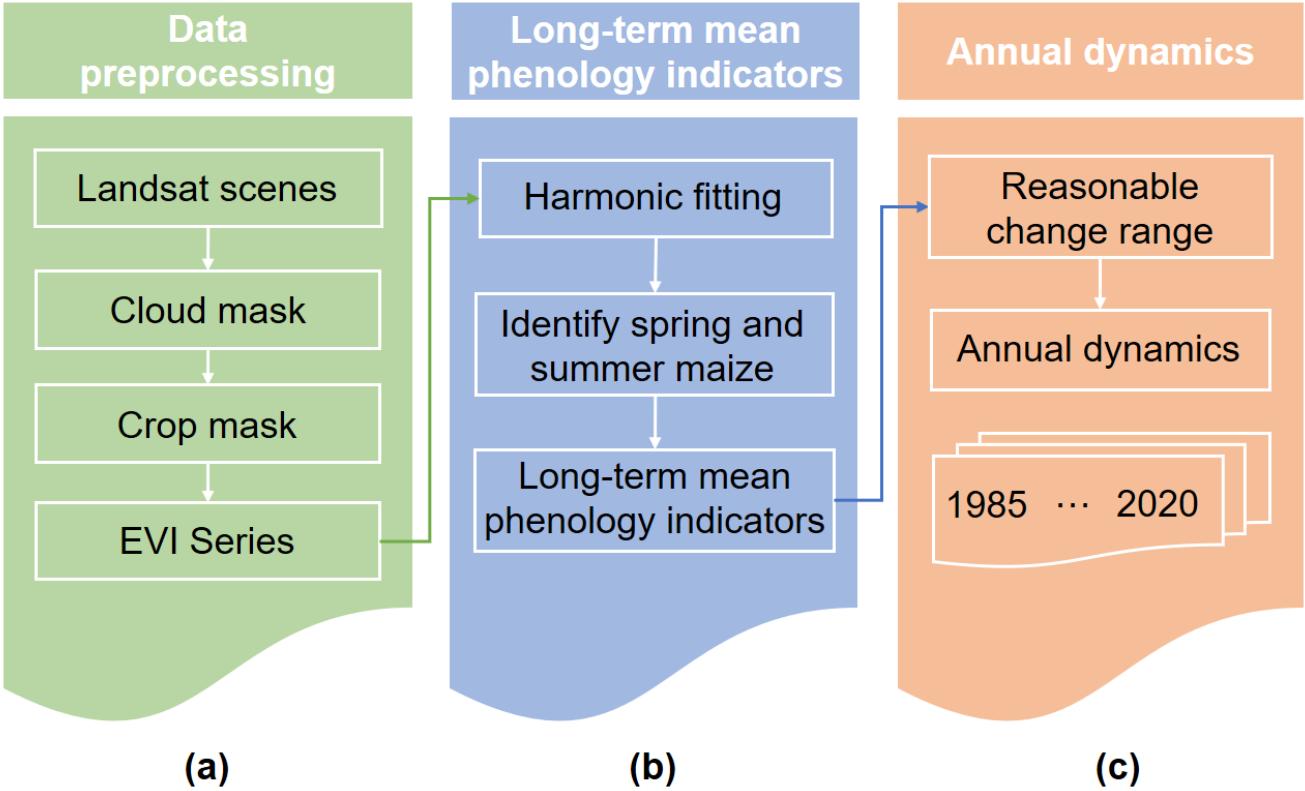 Data
preprocessing
Landsat scenes
Cloud mask
Crop mask
EVI Series
(a)
Long-term mean
phenology indicators
Harmonic fitting
Identify spring and
summer maize
Long-term mean
phenology indicators
(b)
Annual dynamics
Reasonable
change range
Annual dynamics
1985 ··· 2020
(c)